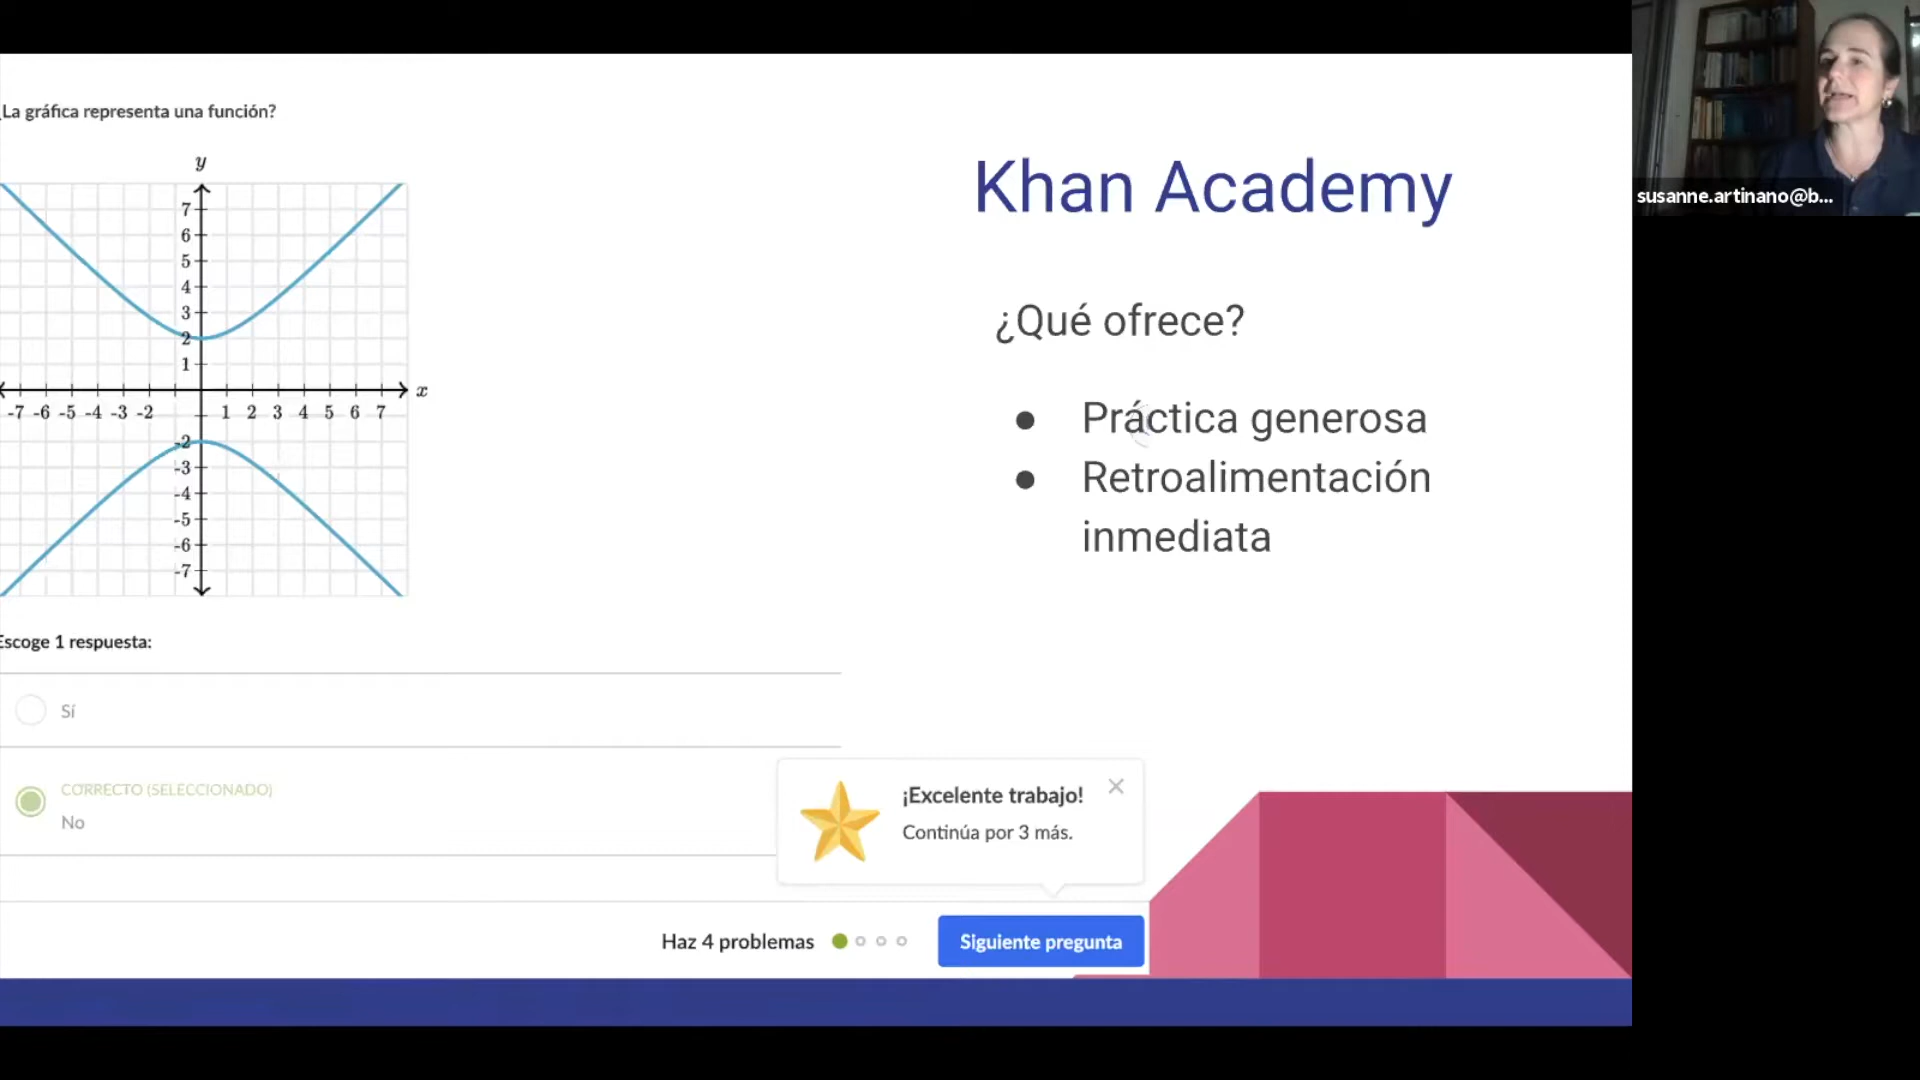 ¿La gráfica representa una función?
y
7
6
5
4
3
2
1
x
-7 -6 -5 -4 -3 -2 1 2 3 4 5 6 7
-2
-3
-4
-5
-6
-7
Escoge 1 respuesta:
Sí
CORRECTO (SELECCIONADO)
No
¡Excelente trabajo!
Continúa por 3 más.
Haz 4 problemas
Siguiente pregunta
Khan Academy
¿Qué ofrece?
● Práctica generosa
● Retroalimentación
inmediata
susanne.artinano@b...